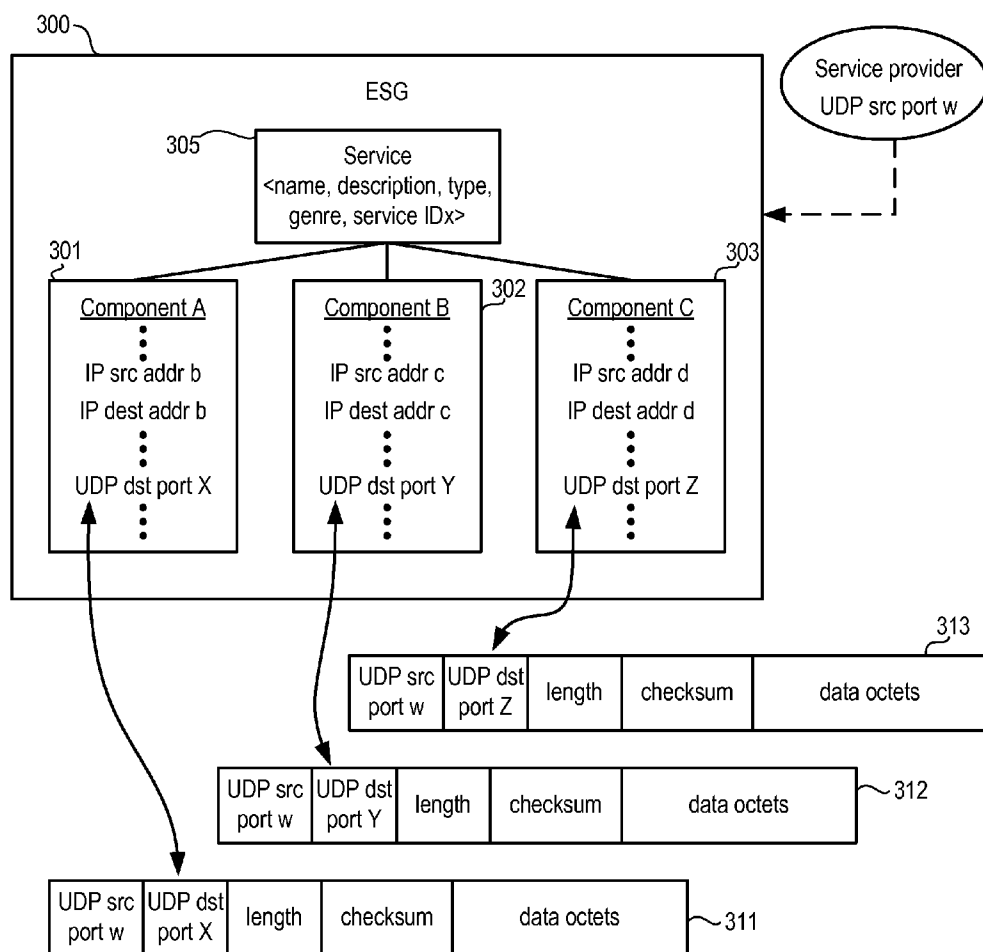 300
ESG
Service provider
UDP src port w
305
Service
<name, description, type,
genre, service IDx>
301
Component A
IP src addr b
IP dest addr b
UDP dst port X
302
Component B
IP src addr c
IP dest addr c
UDP dst port Y
303
Component C
IP src addr d
IP dest addr d
UDP dst port Z
313
UDP src
port w
UDP dst
port Z
length
checksum
data octets
312
UDP src
port w
UDP dst
port Y
length
checksum
data octets
311
UDP src
port w
UDP dst
port X
length
checksum
data octets